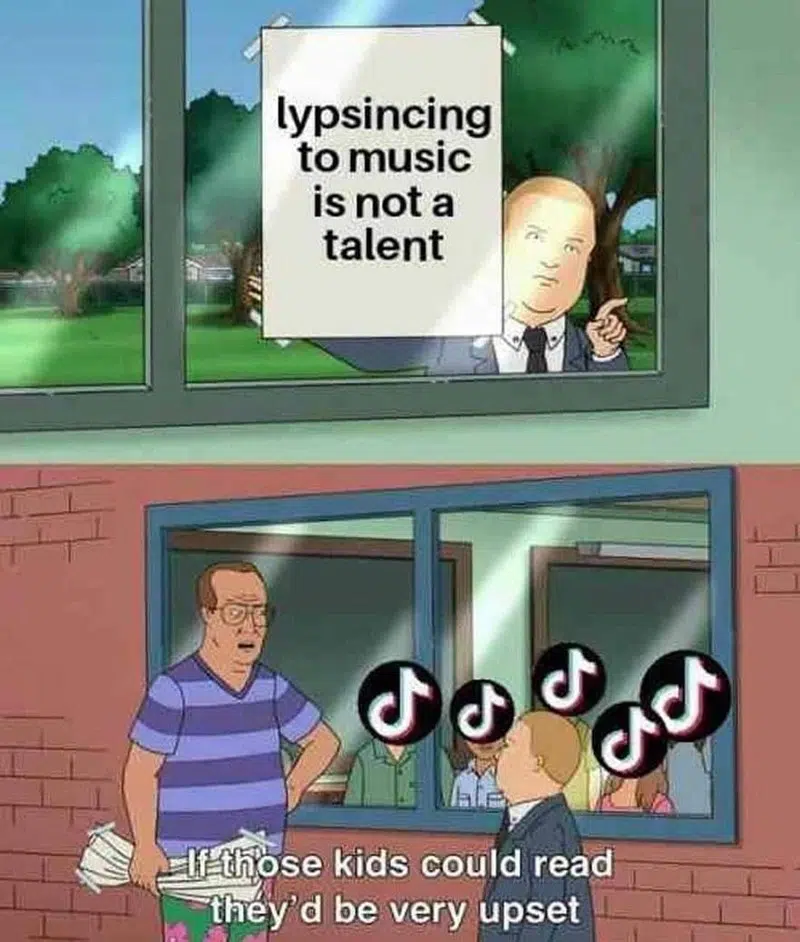 lypsincing
to music
is not a
talent
If those kids could read
they'd be very upset